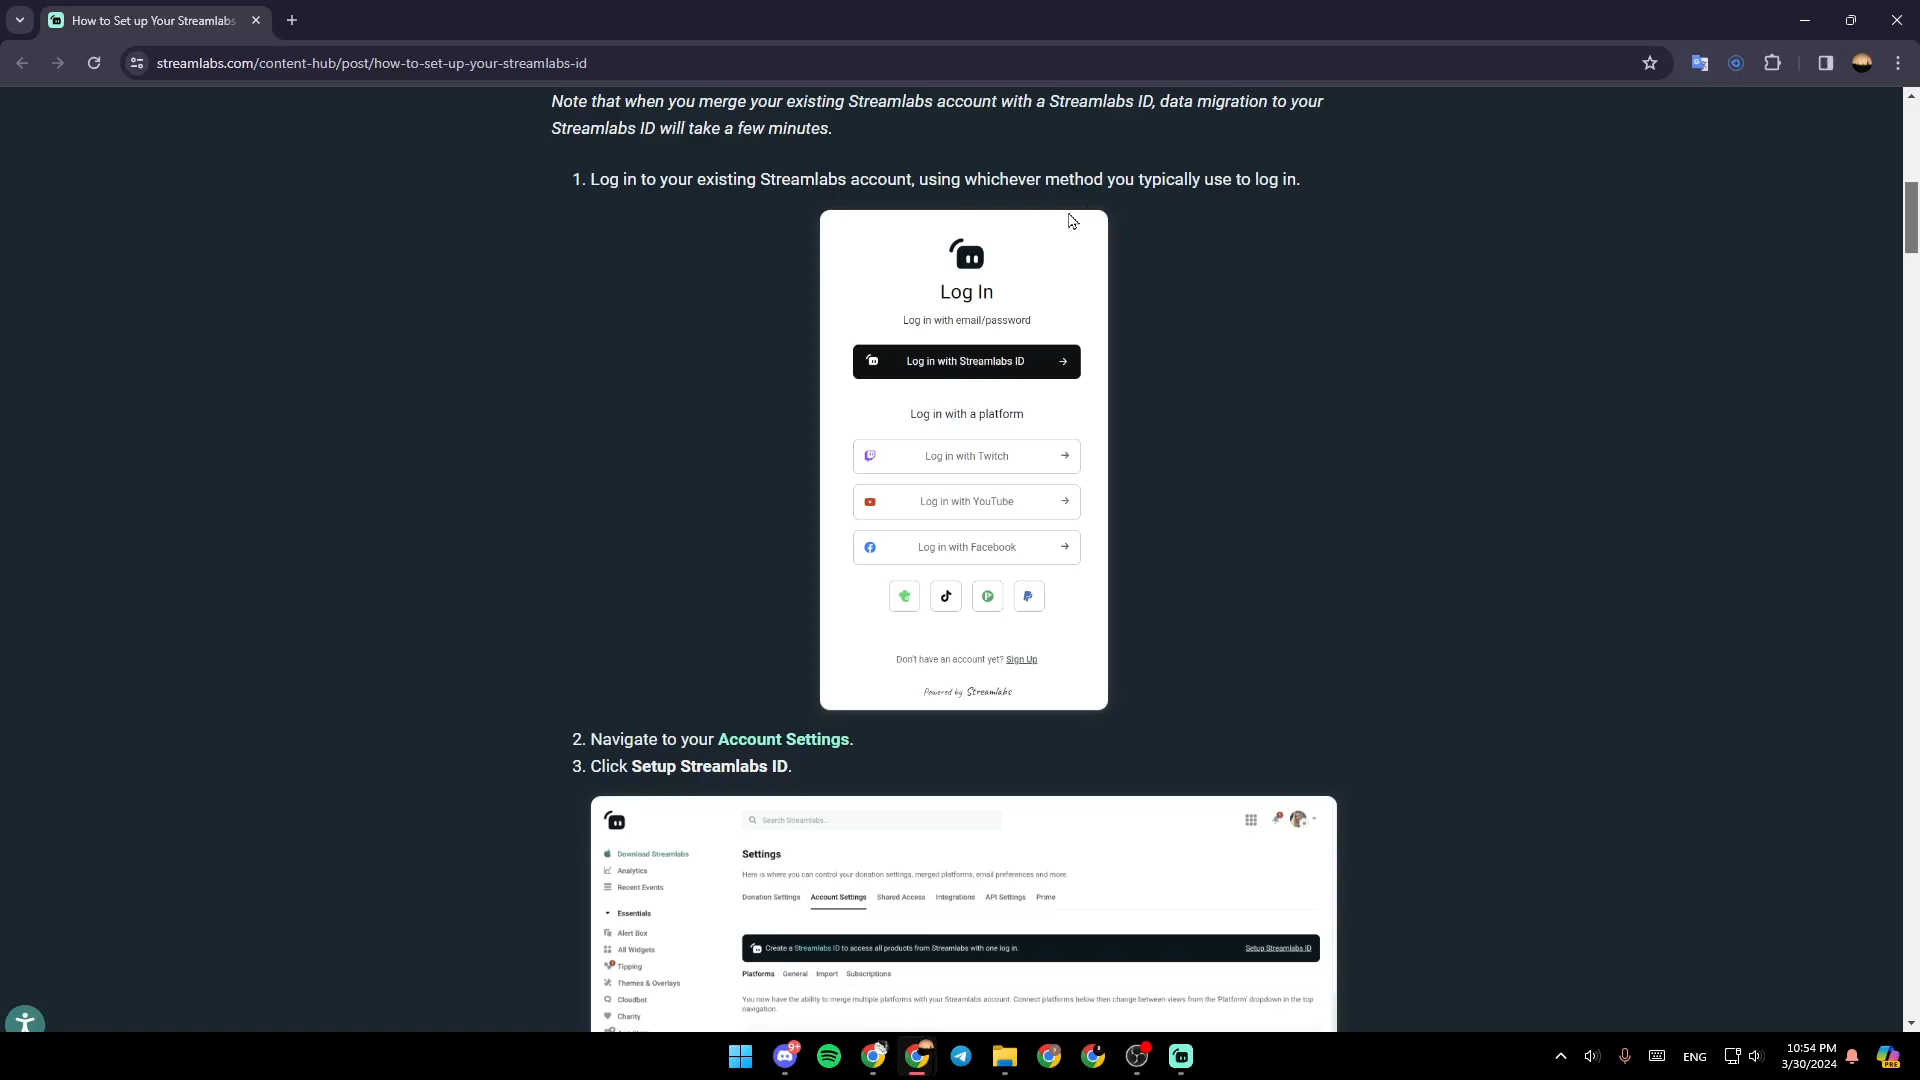 How to Set up Your Streamlabs
streamlabs.com/content-hub/post/how-to-set-up-your-streamlabs-id
Note that when you merge your existing Streamlabs account with a Streamlabs ID, data migration to your
Streamlabs ID will take a few minutes.
1. Log in to your existing Streamlabs account, using whichever method you typically use to log in.
Log In
Log in with email/password
Log in with Streamlabs ID
Log in with a platform
Log in with Twitch
Log in with YouTube
Log in with Facebook
Don't have an account yet? Sign Up
Powered by Streamlabs
2. Navigate to your Account Settings.
3. Click Setup Streamlabs ID.
Search Streamlabs...
Download Streamlabs
Analytics
Recent Events
Essentials
Alert Box
All Widgets
Tipping
Themes & Overlays
Cloudbot
Charity
Settings
Here is where you can control your donation settings, merged platforms, email preferences and more.
Donation Settings Account Settings Shared Access Integrations API Settings Prime
Create a Streamlabs ID to access all products from Streamlabs with one log in. Setup Streamlabs ID
Platforms General Import Subscriptions
You now have the ability to merge multiple platforms with your Streamlabs account. Connect platforms below then change between views from the 'Platform' dropdown in the top
navigation.
9+
ENG
10:54 PM
3/30/2024
PRE